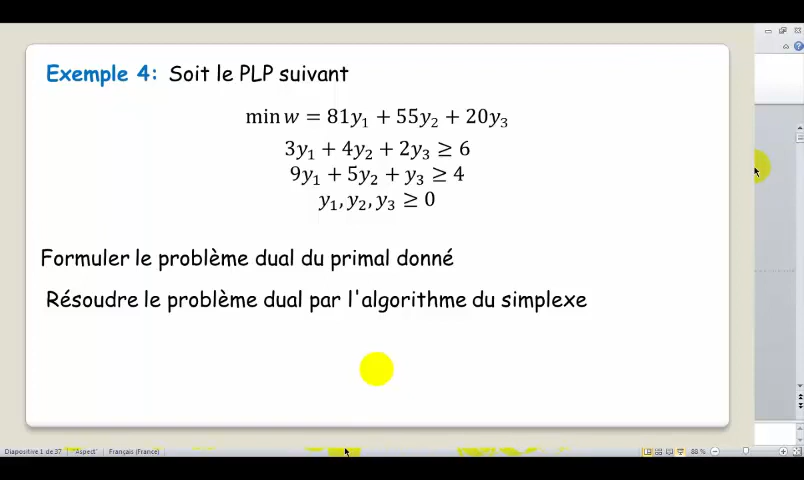 Exemple 4: Soit le PLP suivant
min w = 81y₁ + 55y₂ + 20y₃
3y₁ + 4y₂ + 2y₃ ≥ 6
9y₁ + 5y₂ + y₃ ≥ 4
y₁, y₂, y₃ ≥ 0
Formuler le problème dual du primal donné
Résoudre le problème dual par l'algorithme du simplexe
Diapositive 1 de 37 "Aspect" Français (France) 88 %